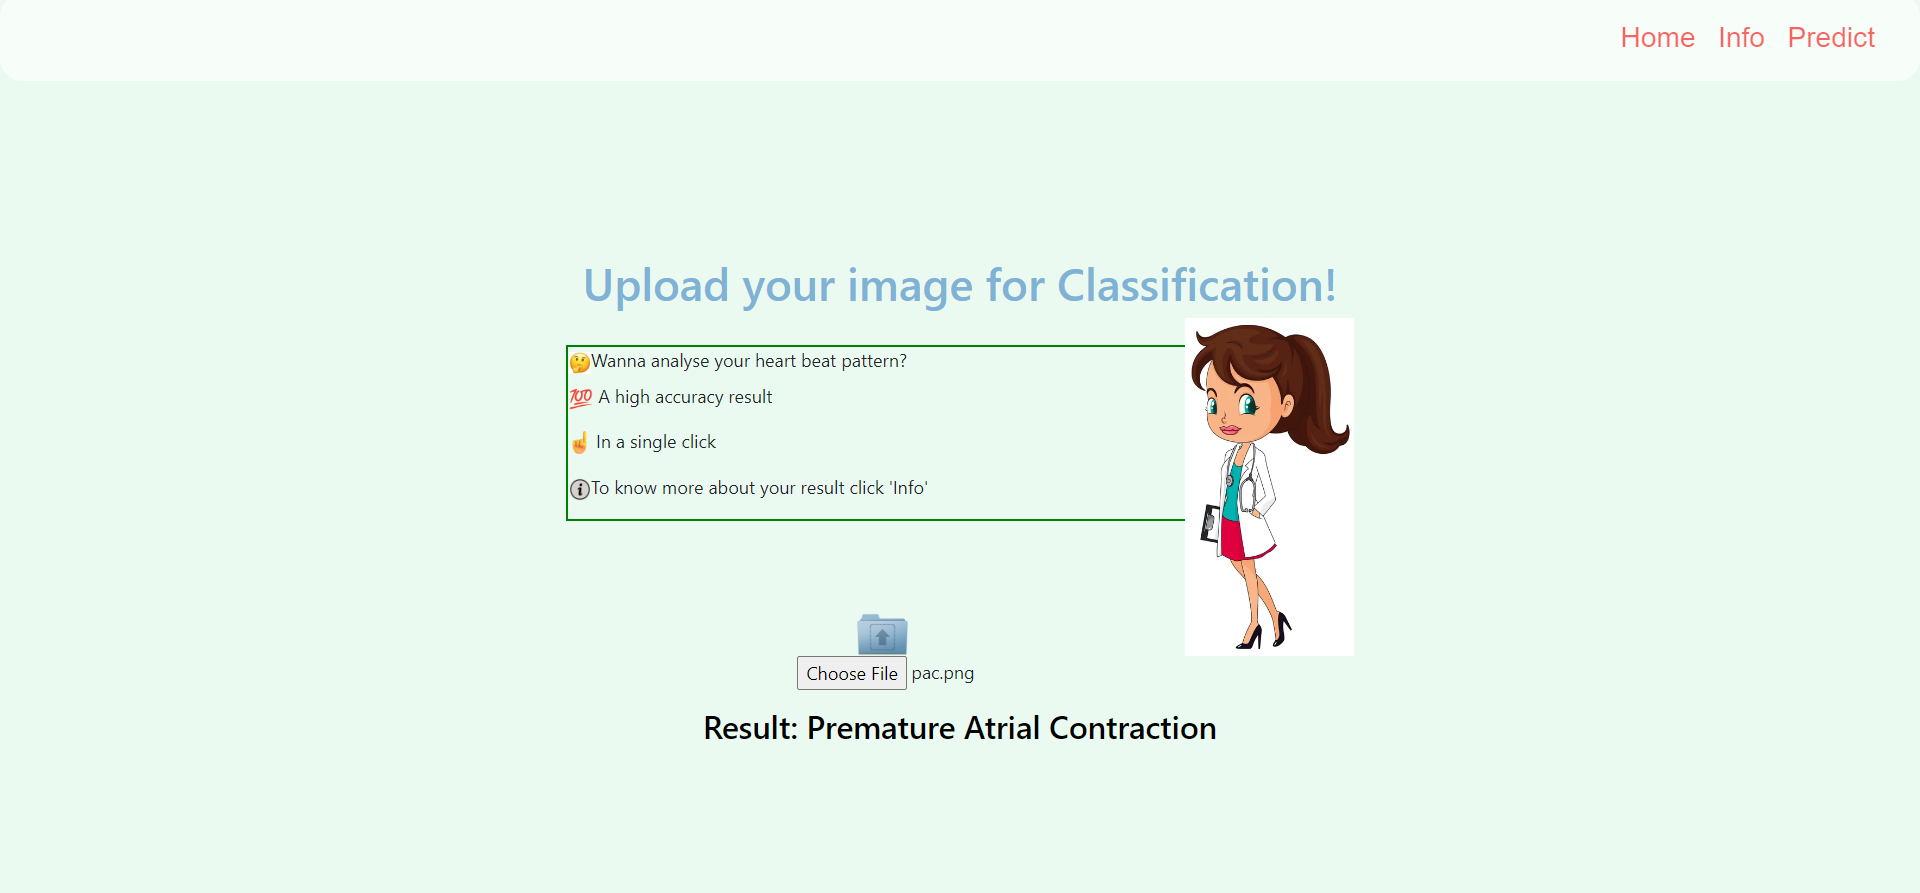 Home Info Predict
Upload your image for Classification!
🤔Wanna analyse your heart beat pattern?
💯 A high accuracy result
☝ In a single click
ℹTo know more about your result click 'Info'
Choose File pac.png
Result: Premature Atrial Contraction